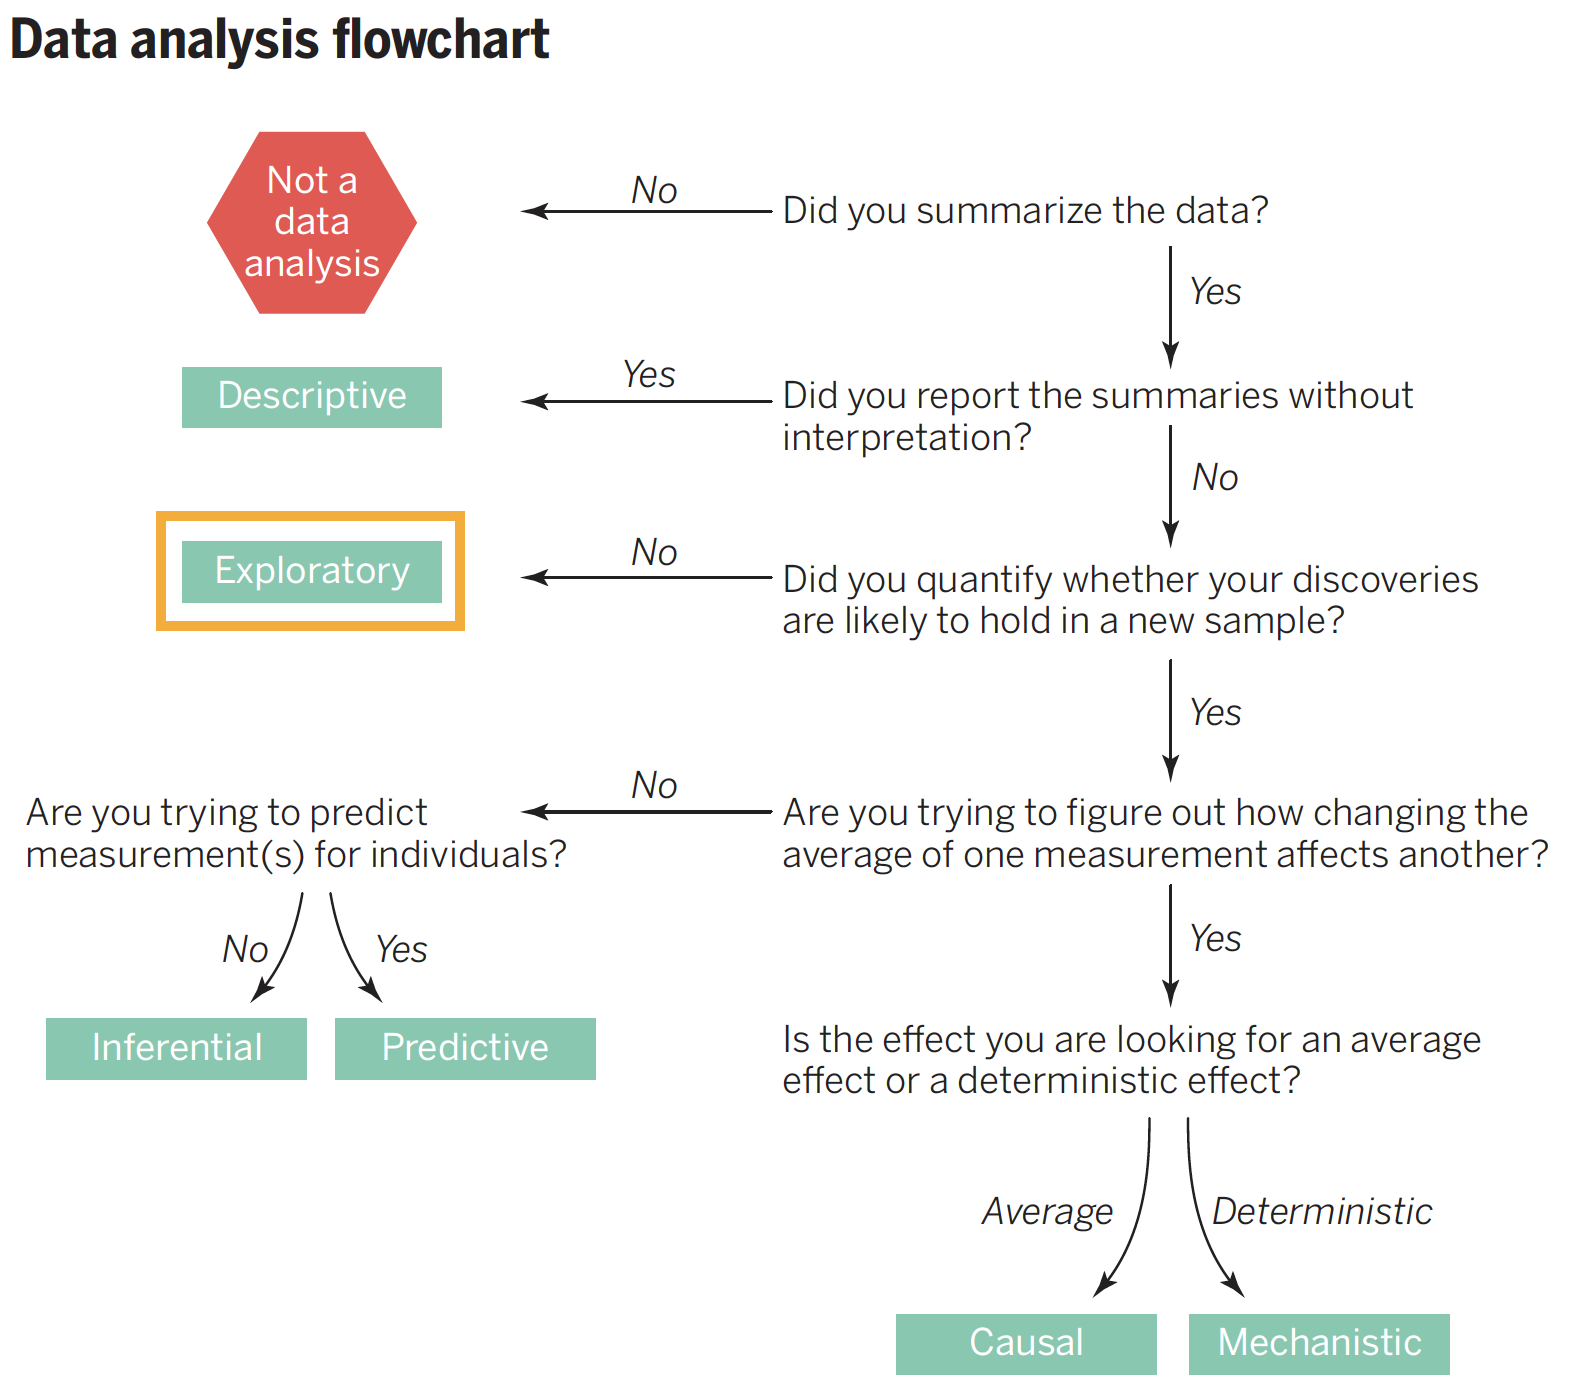 Data analysis flowchart
Not a
data
analysis
No
Did you summarize the data?
Yes
Descriptive
Yes
Did you report the summaries without
interpretation?
No
Exploratory
No
Did you quantify whether your discoveries
are likely to hold in a new sample?
Yes
Are you trying to predict
measurement(s) for individuals?
No
Are you trying to figure out how changing the
average of one measurement affects another?
No
Yes
Yes
Inferential
Predictive
Is the effect you are looking for an average
effect or a deterministic effect?
Average
Deterministic
Causal
Mechanistic